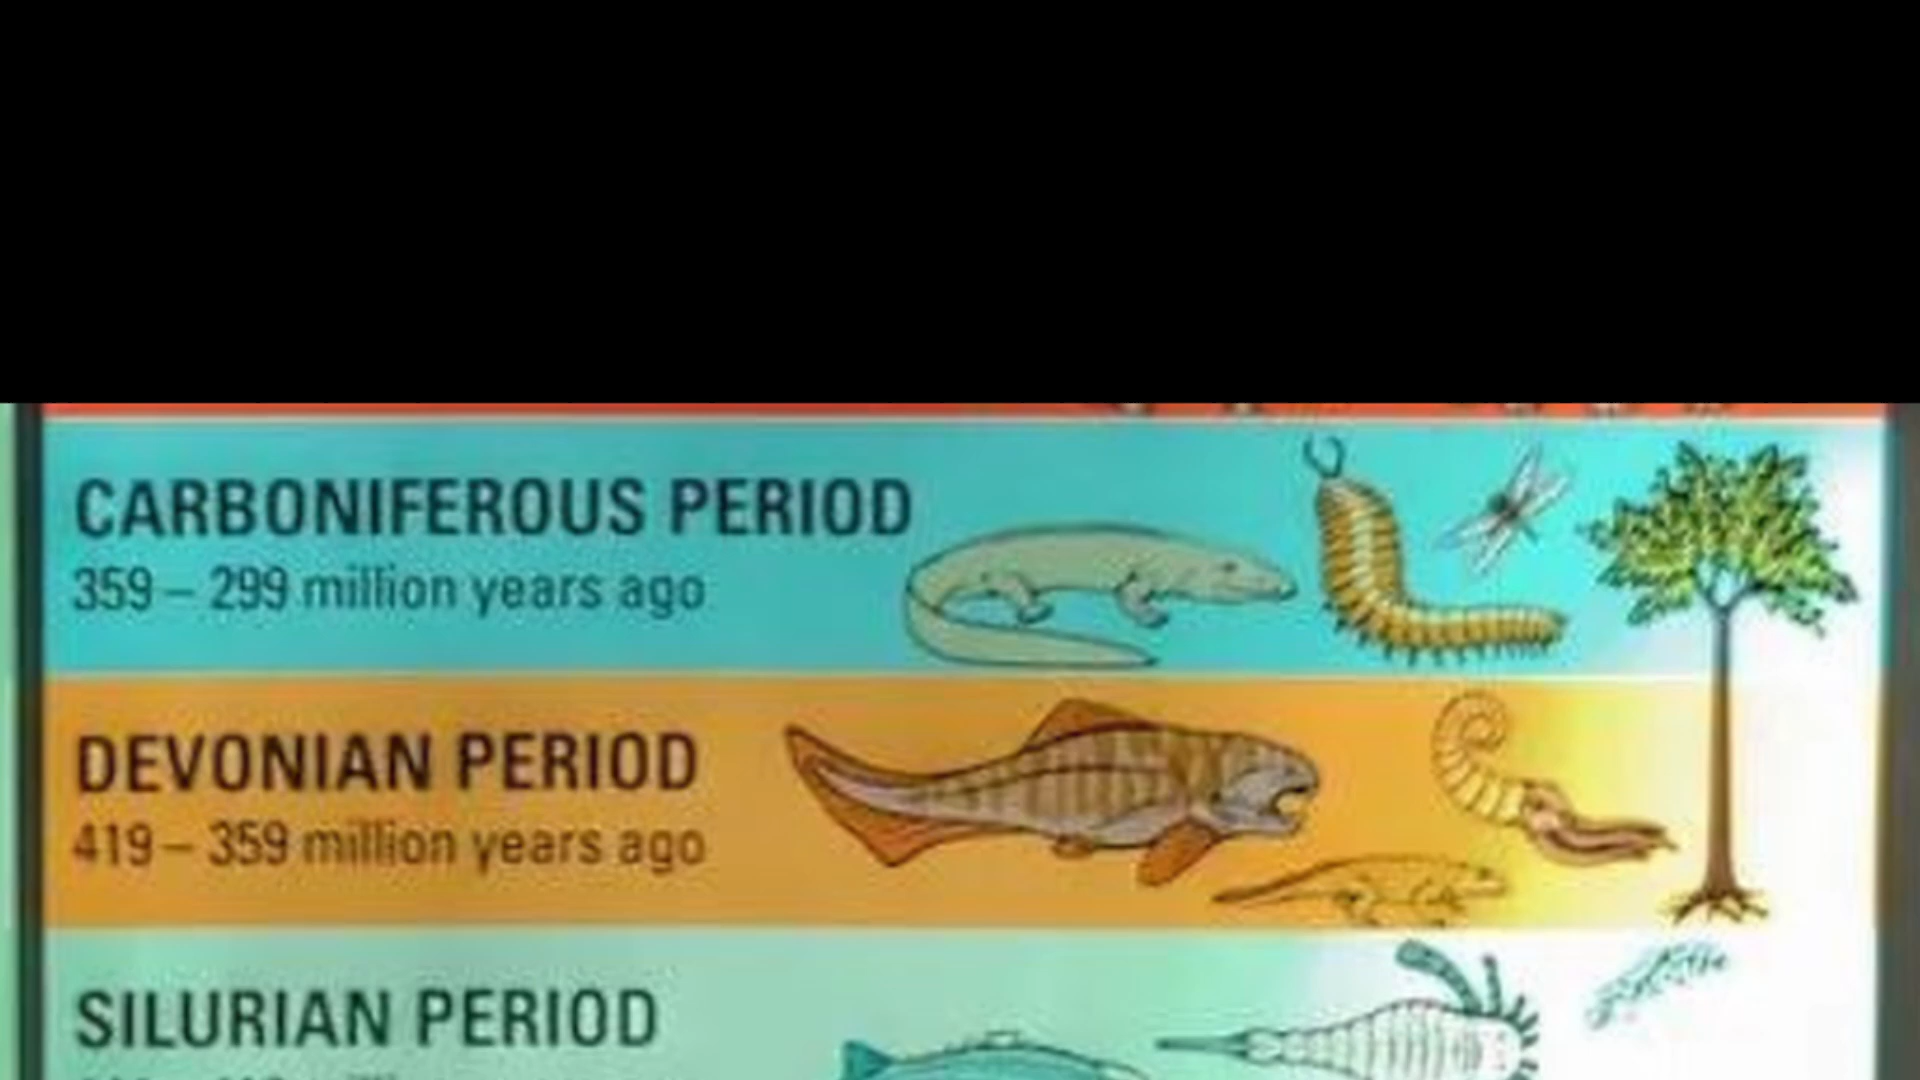 CARBONIFEROUS PERIOD
359 – 299 million years ago
DEVONIAN PERIOD
419 – 359 million years ago
SILURIAN PERIOD